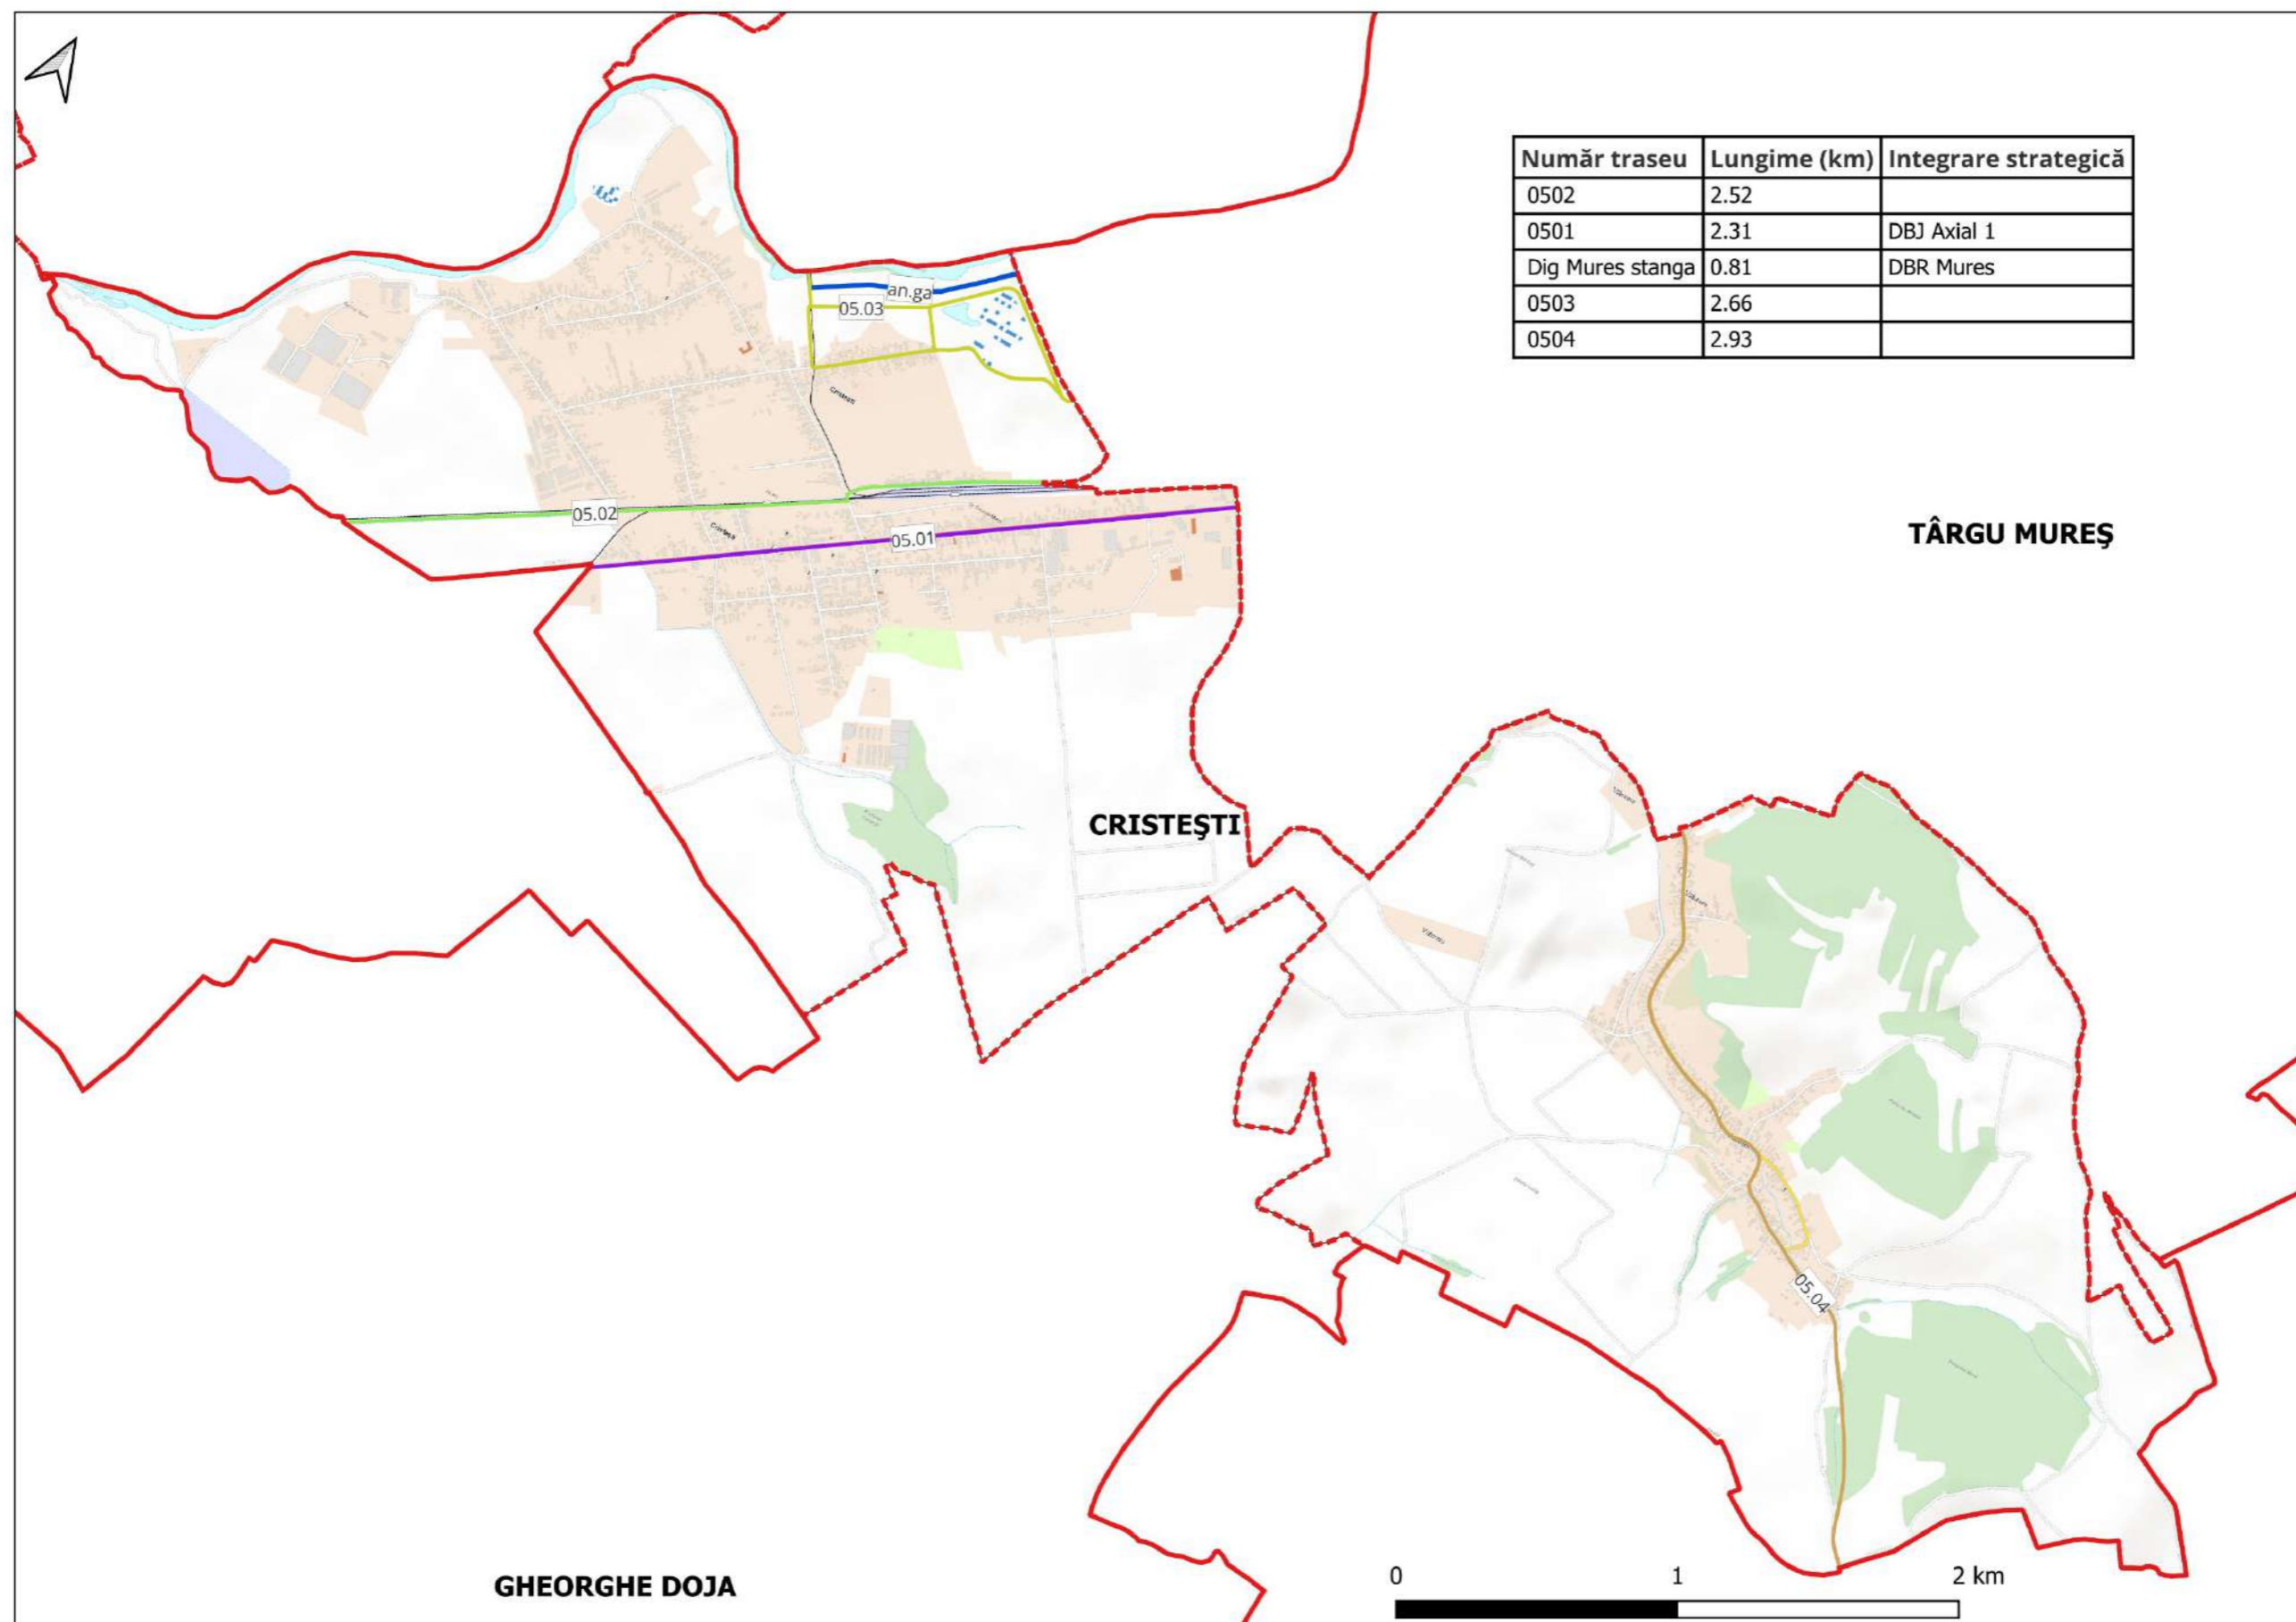 Număr traseu Lungime (km) Integrare strategică
0502 2.52
0501 2.31 DBJ Axial 1
Dig Mures stanga 0.81 DBR Mures
0503 2.66
0504 2.93
an.ga
05.03
Cristești
05.02
Cristești
05.01
TÂRGU MUREŞ
CRISTEŞTI
05.04
GHEORGHE DOJA
0 1 2 km